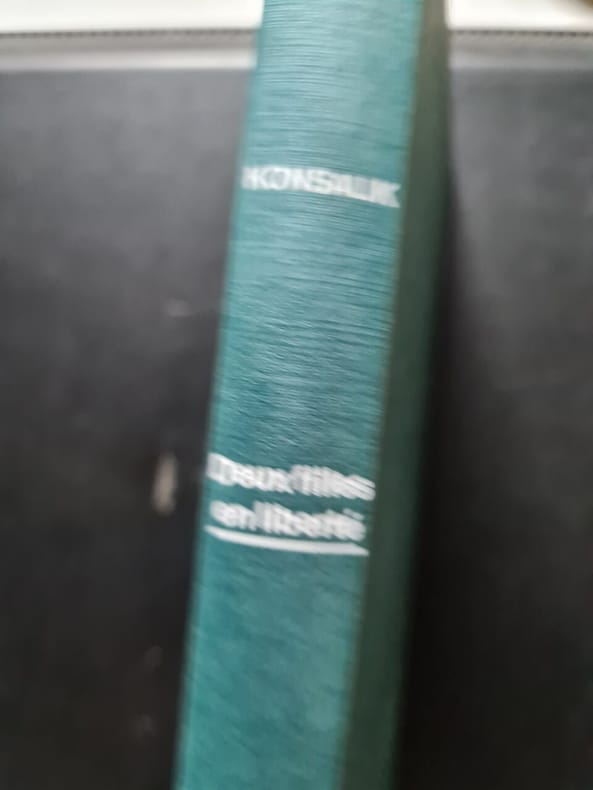 KONSALIK
Deux filles
en liberté